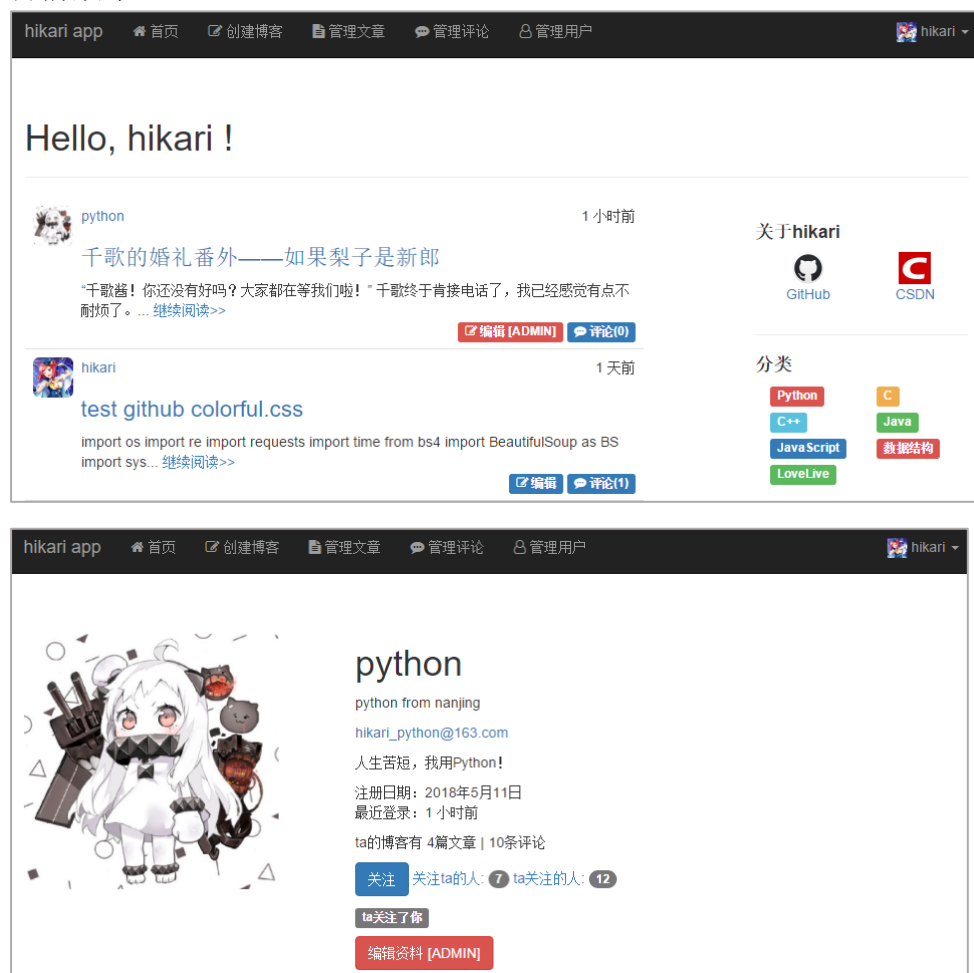 hikari app 首页 创建博客 管理文章 管理评论 管理用户 hikari
Hello, hikari！
python 1 小时前
千歌的婚礼番外——如果梨子是新郎
“千歌酱！你还没有好吗？大家都在等我们啦！” 千歌终于肯接电话了，我已经感觉有点不
耐烦了。... 继续阅读>>
编辑 [ADMIN] 评论(0)
hikari 1 天前
test github colorful.css
import os import re import requests import time from bs4 import BeautifulSoup as BS
import sys... 继续阅读>>
编辑 评论(1)
关于hikari
GitHub CSDN
分类
Python C
C++ Java
JavaScript 数据结构
LoveLive
hikari app 首页 创建博客 管理文章 管理评论 管理用户 hikari
python
python from nanjing
hikari_python@163.com
人生苦短，我用Python！
注册日期：2018年5月11日
最近登录：1 小时前
ta的博客有 4篇文章 | 10条评论
关注 关注ta的人: 7 ta关注的人: 12
ta关注了你
编辑资料 [ADMIN]